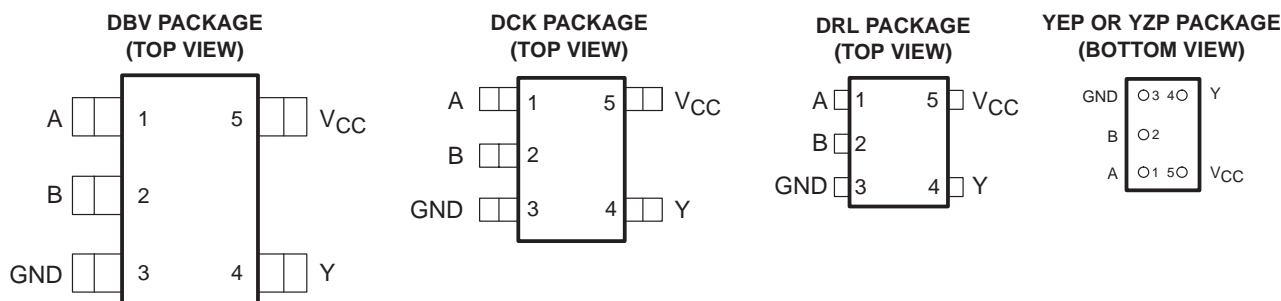 DBV PACKAGE
(TOP VIEW)
A 1 5 VCC
B 2
GND 3 4 Y
DCK PACKAGE
(TOP VIEW)
A 1 5 VCC
B 2
GND 3 4 Y
DRL PACKAGE
(TOP VIEW)
A 1 5 VCC
B 2
GND 3 4 Y
YEP OR YZP PACKAGE
(BOTTOM VIEW)
GND 3 4 Y
B 2
A 1 5 VCC